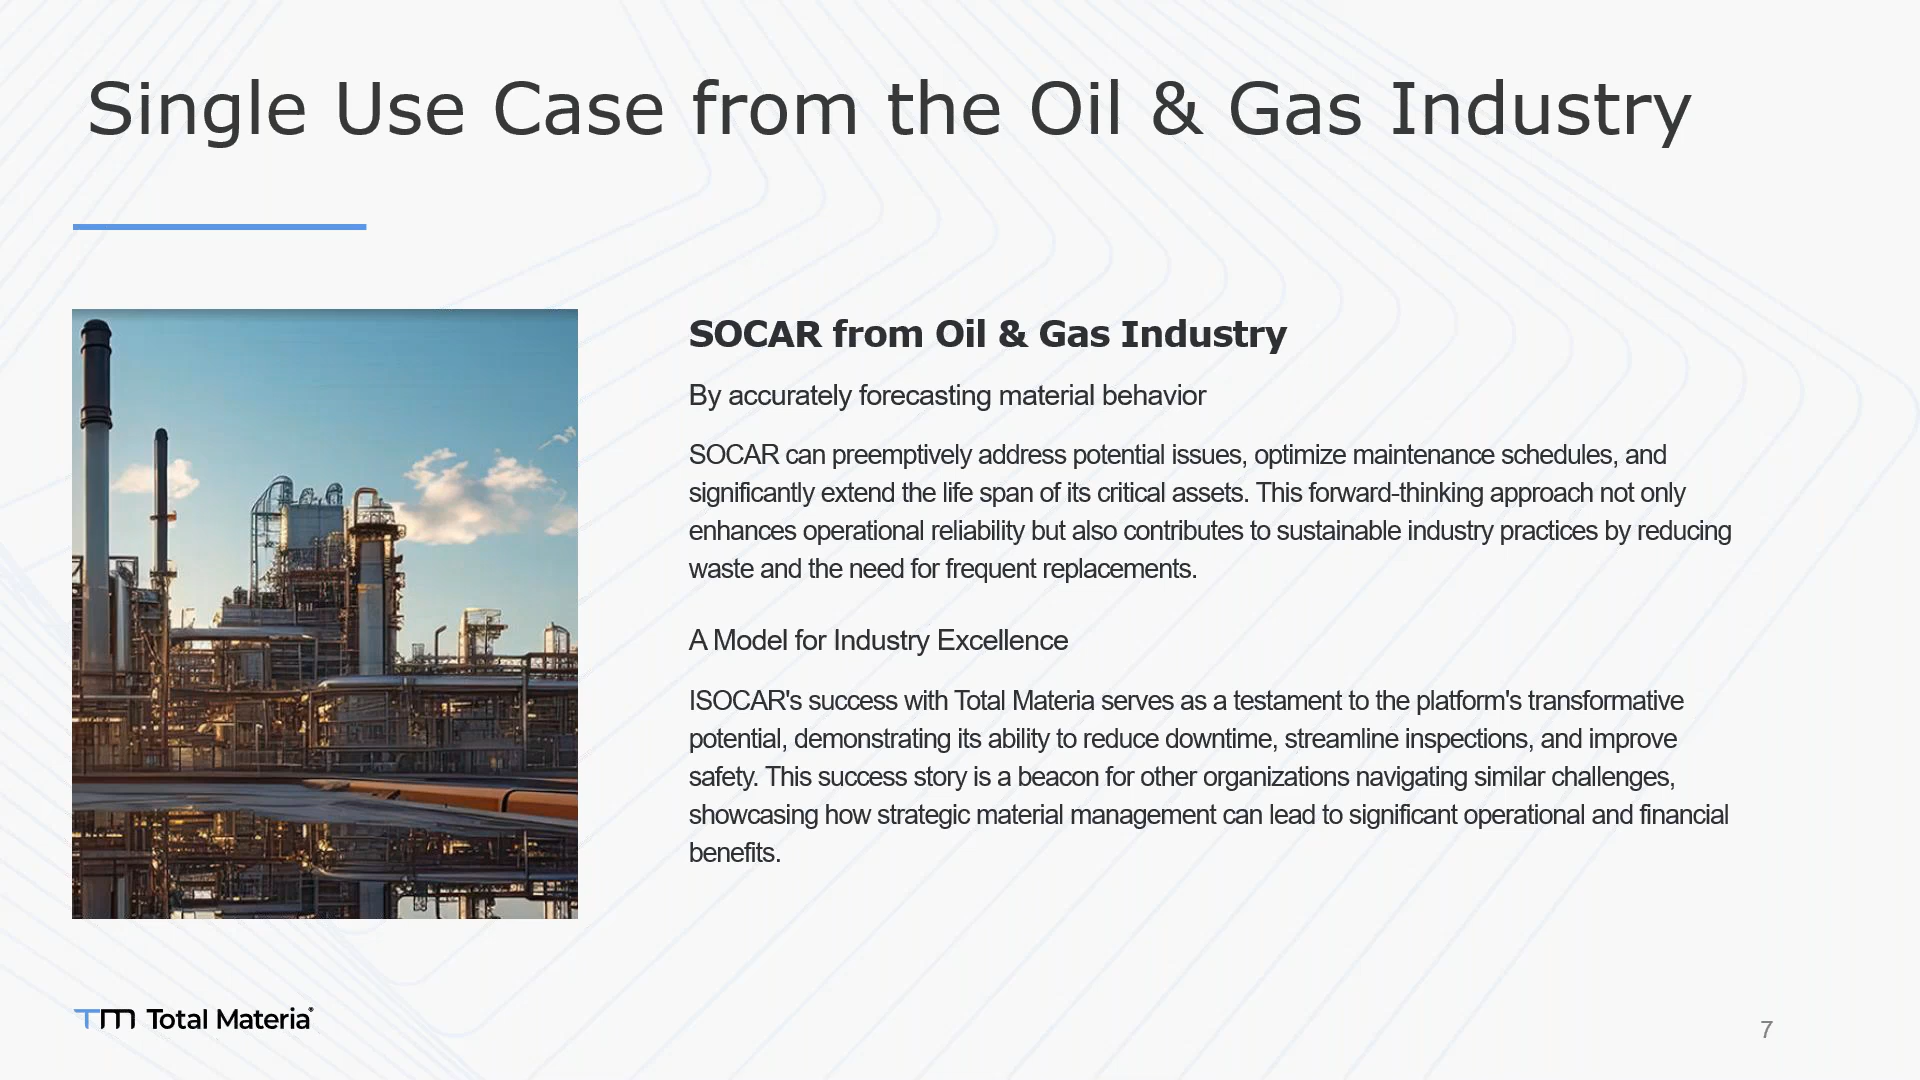 Single Use Case from the Oil & Gas Industry
SOCAR from Oil & Gas Industry
By accurately forecasting material behavior
SOCAR can preemptively address potential issues, optimize maintenance schedules, and
significantly extend the life span of its critical assets. This forward-thinking approach not only
enhances operational reliability but also contributes to sustainable industry practices by reducing
waste and the need for frequent replacements.
A Model for Industry Excellence
ISOCAR's success with Total Materia serves as a testament to the platform's transformative
potential, demonstrating its ability to reduce downtime, streamline inspections, and improve
safety. This success story is a beacon for other organizations navigating similar challenges,
showcasing how strategic material management can lead to significant operational and financial
benefits.
TM Total Materia®
7